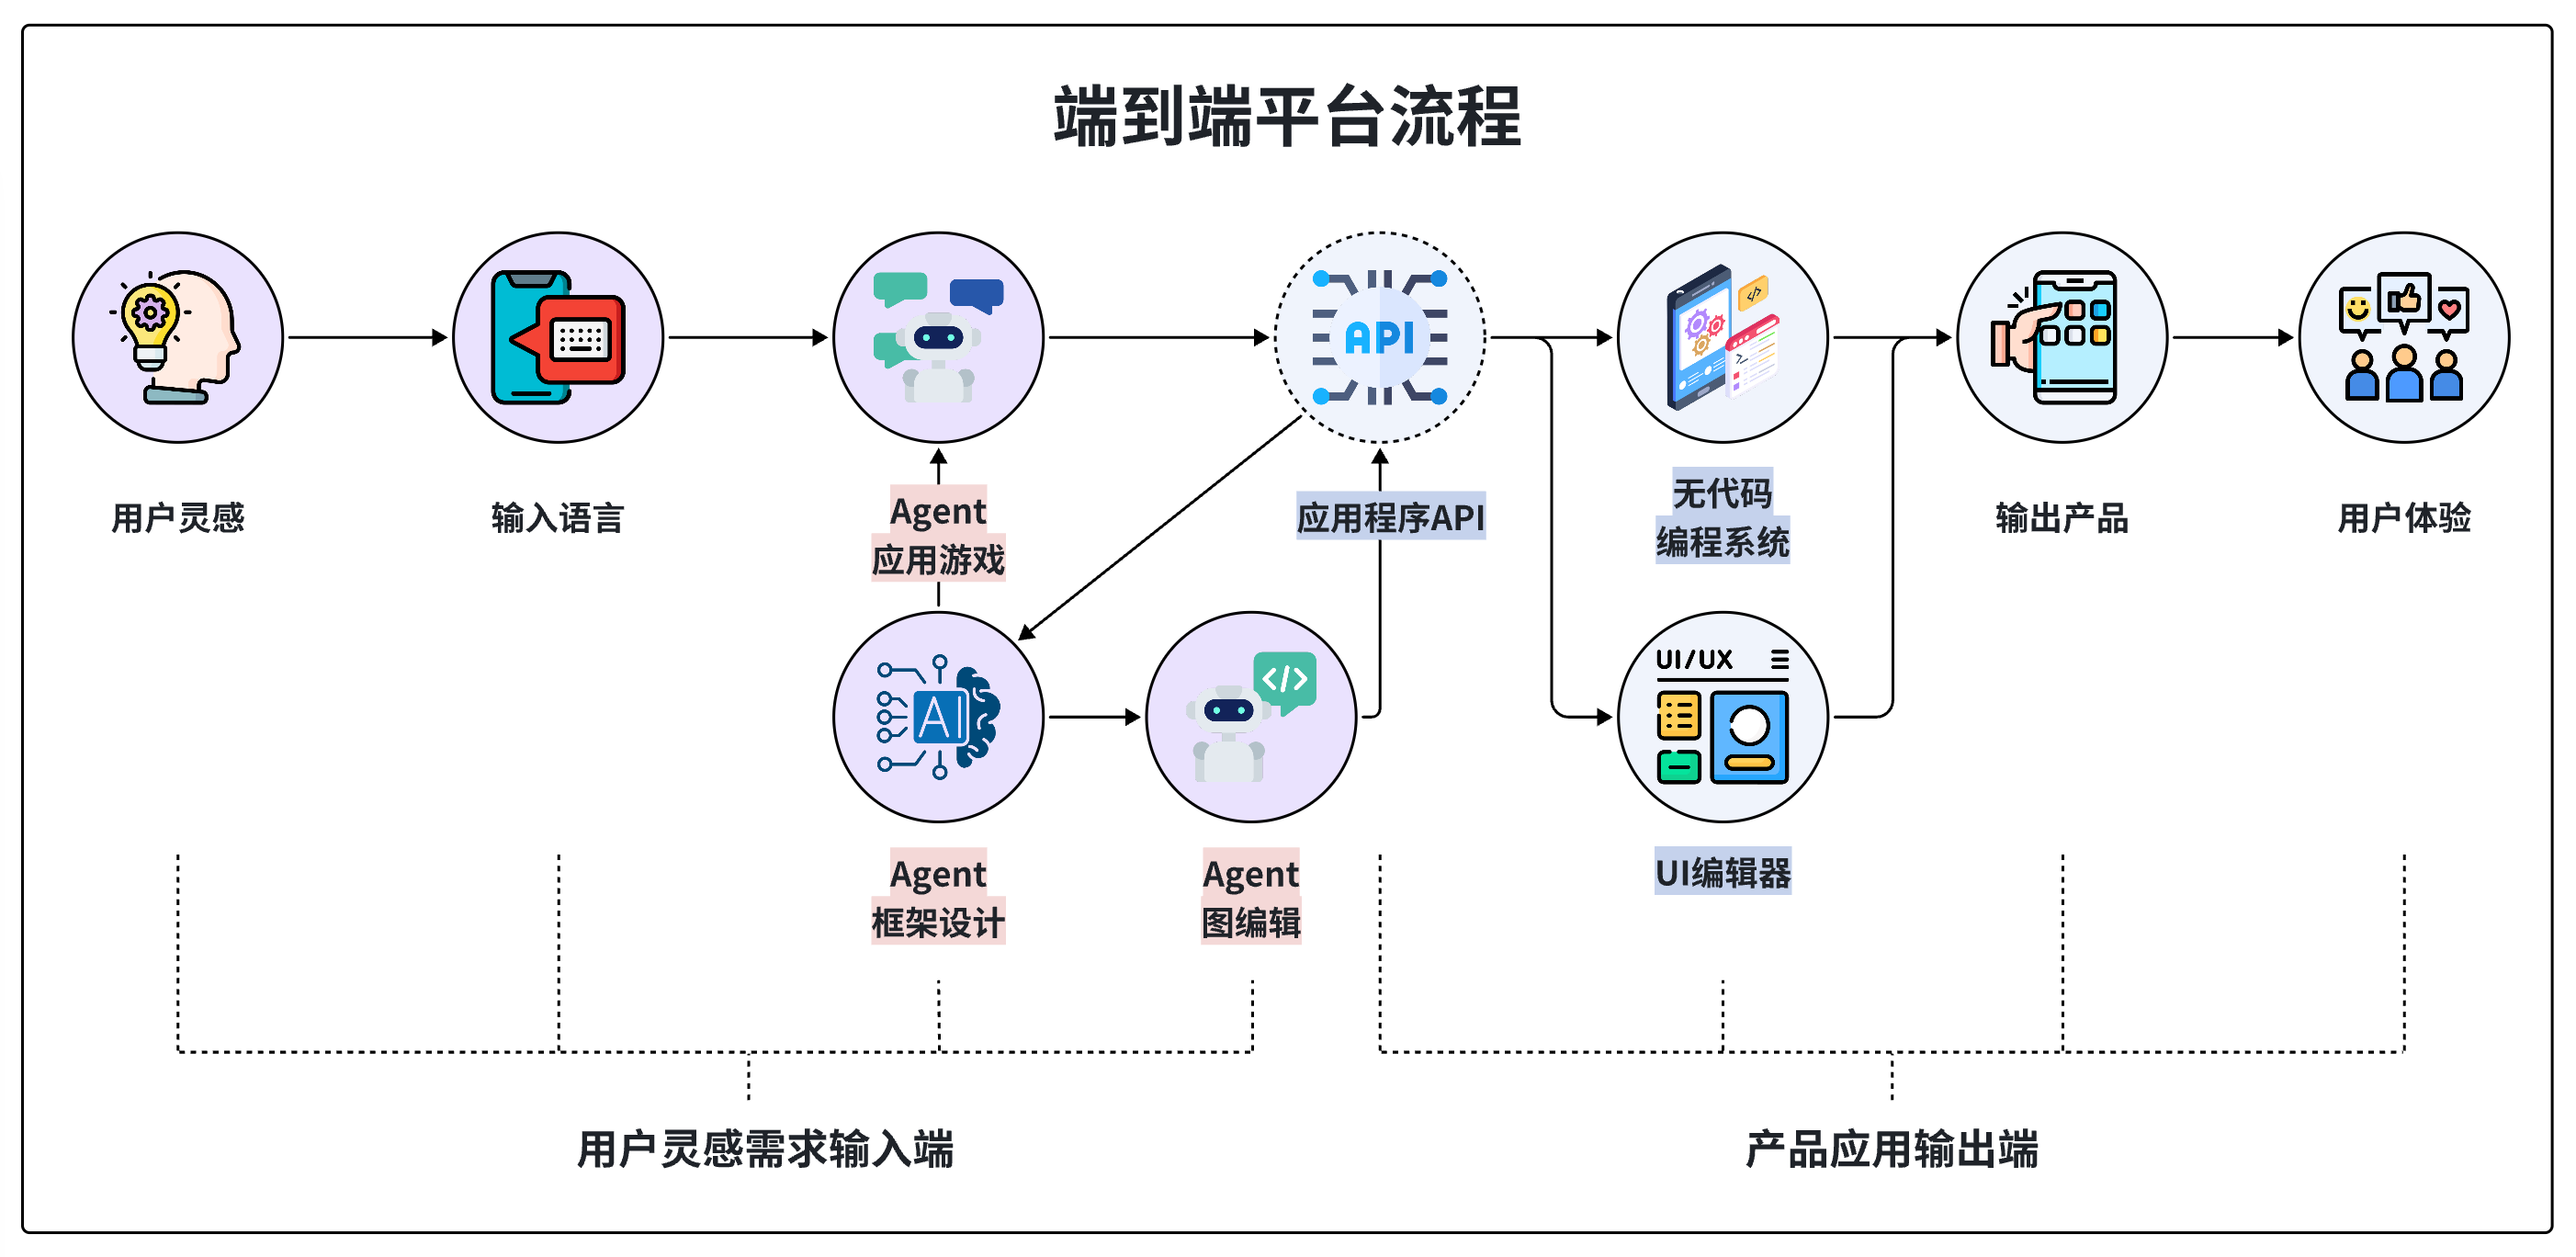 端到端平台流程
API
用户灵感
输入语言
Agent
应用游戏
应用程序API
无代码
编程系统
输出产品
用户体验
AI
</>
UI/UX
Agent
框架设计
Agent
图编辑
UI编辑器
用户灵感需求输入端
产品应用输出端